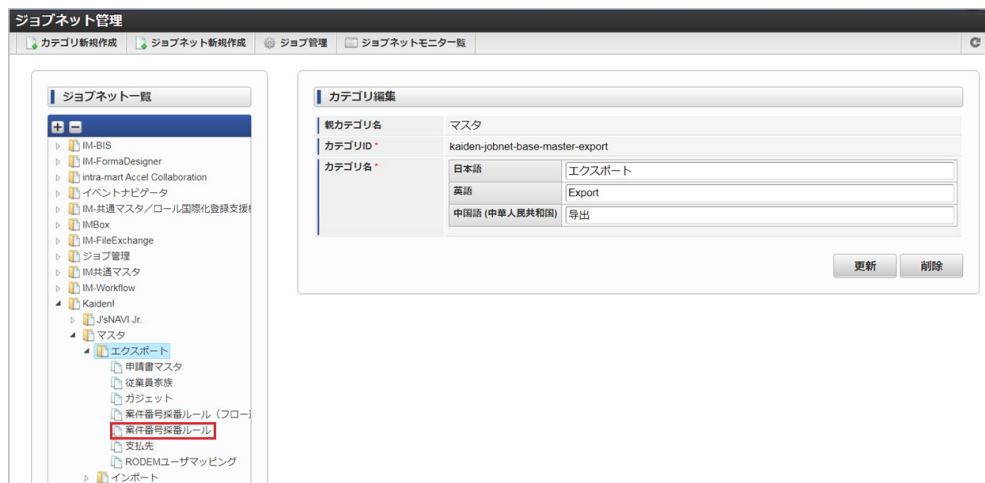 ジョブネット管理
カテゴリ新規作成 ジョブネット新規作成 ジョブ管理 ジョブネットモニター覧
ジョブネット一覧
IM-BIS
IM-FormaDesigner
intra-mart Accel Collaboration
イベントナビゲータ
IM-共通マスタ／ロール国際化登録支援
IMBox
IM-FileExchange
ジョブ管理
IM共通マスタ
IM-Workflow
Kaiden!
J'sNAVI Jr.
マスタ
エクスポート
申請書マスタ
従業員家族
ガジェット
案件番号採番ルール（フロー
案件番号採番ルール
支払先
RODEMユーザマッピング
インポート
カテゴリ編集
親カテゴリ名 マスタ
カテゴリID * kaiden-jobnet-base-master-export
カテゴリ名 *
日本語 エクスポート
英語 Export
中国語 (中華人民共和国) 导出
更新 削除